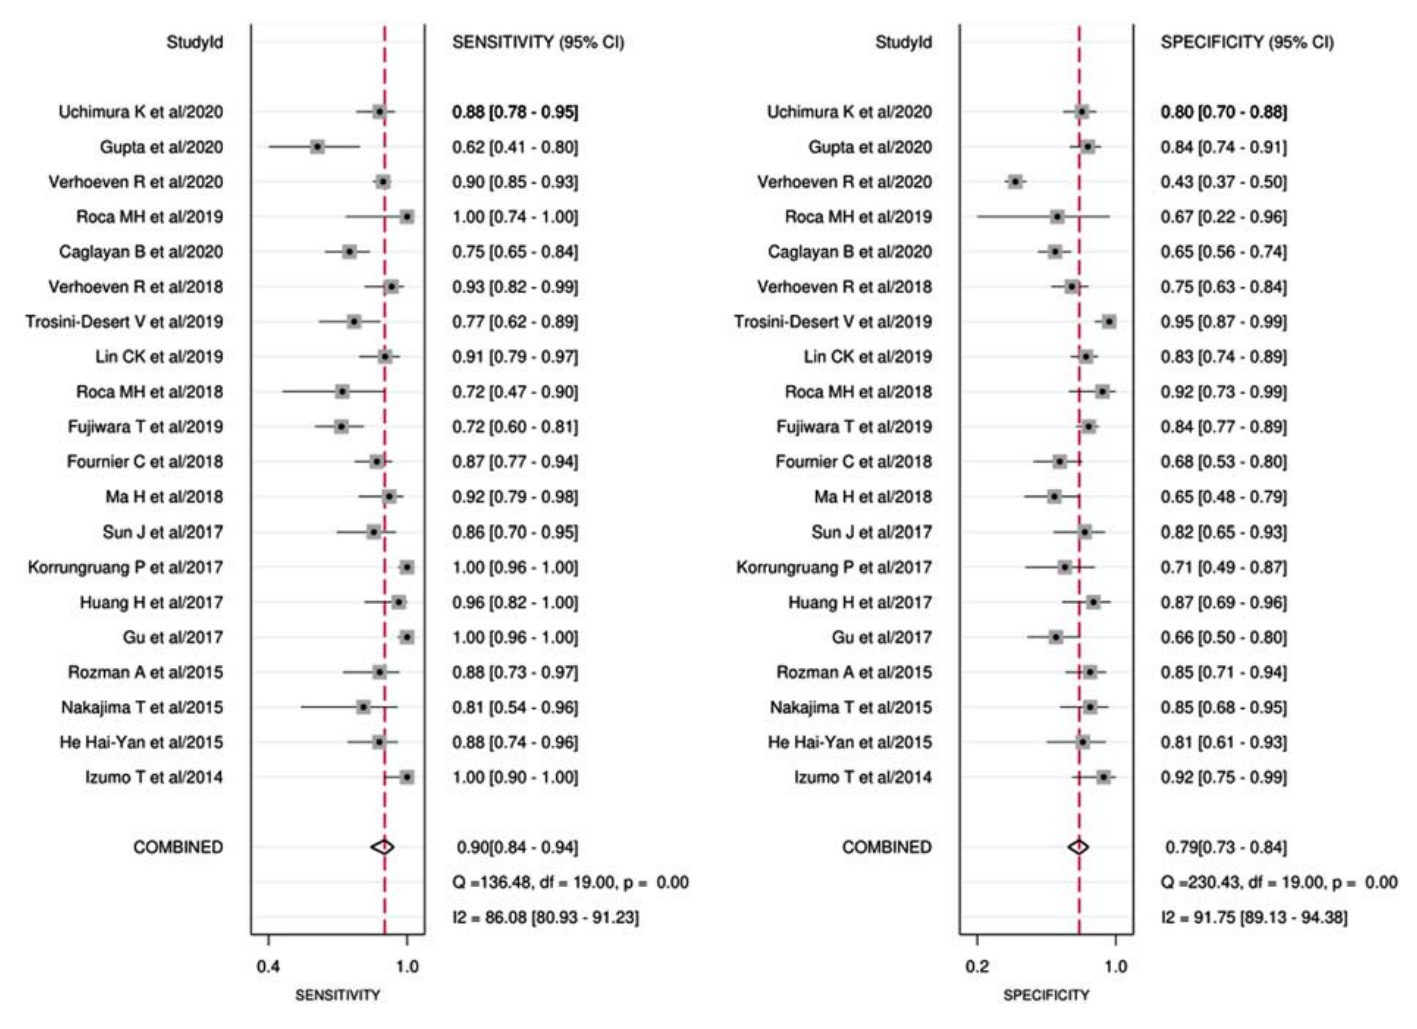 StudyId SENSITIVITY (95% CI) StudyId SPECIFICITY (95% CI)
Uchimura K et al/2020 0.88 [0.78 - 0.95] Uchimura K et al/2020 0.80 [0.70 - 0.88]
Gupta et al/2020 0.62 [0.41 - 0.80] Gupta et al/2020 0.84 [0.74 - 0.91]
Verhoeven R et al/2020 0.90 [0.85 - 0.93] Verhoeven R et al/2020 0.43 [0.37 - 0.50]
Roca MH et al/2019 1.00 [0.74 - 1.00] Roca MH et al/2019 0.67 [0.22 - 0.96]
Caglayan B et al/2020 0.75 [0.65 - 0.84] Caglayan B et al/2020 0.65 [0.56 - 0.74]
Verhoeven R et al/2018 0.93 [0.82 - 0.99] Verhoeven R et al/2018 0.75 [0.63 - 0.84]
Trosini-Desert V et al/2019 0.77 [0.62 - 0.89] Trosini-Desert V et al/2019 0.95 [0.87 - 0.99]
Lin CK et al/2019 0.91 [0.79 - 0.97] Lin CK et al/2019 0.83 [0.74 - 0.89]
Roca MH et al/2018 0.72 [0.47 - 0.90] Roca MH et al/2018 0.92 [0.73 - 0.99]
Fujiwara T et al/2019 0.72 [0.60 - 0.81] Fujiwara T et al/2019 0.84 [0.77 - 0.89]
Fournier C et al/2018 0.87 [0.77 - 0.94] Fournier C et al/2018 0.68 [0.53 - 0.80]
Ma H et al/2018 0.92 [0.79 - 0.98] Ma H et al/2018 0.65 [0.48 - 0.79]
Sun J et al/2017 0.86 [0.70 - 0.95] Sun J et al/2017 0.82 [0.65 - 0.93]
Korrungruang P et al/2017 1.00 [0.96 - 1.00] Korrungruang P et al/2017 0.71 [0.49 - 0.87]
Huang H et al/2017 0.96 [0.82 - 1.00] Huang H et al/2017 0.87 [0.69 - 0.96]
Gu et al/2017 1.00 [0.96 - 1.00] Gu et al/2017 0.66 [0.50 - 0.80]
Rozman A et al/2015 0.88 [0.73 - 0.97] Rozman A et al/2015 0.85 [0.71 - 0.94]
Nakajima T et al/2015 0.81 [0.54 - 0.96] Nakajima T et al/2015 0.85 [0.68 - 0.95]
He Hai-Yan et al/2015 0.88 [0.74 - 0.96] He Hai-Yan et al/2015 0.81 [0.61 - 0.93]
Izumo T et al/2014 1.00 [0.90 - 1.00] Izumo T et al/2014 0.92 [0.75 - 0.99]
COMBINED 0.90[0.84 - 0.94] COMBINED 0.79[0.73 - 0.84]
Q =136.48, df = 19.00, p = 0.00 Q =230.43, df = 19.00, p = 0.00
I2 = 86.08 [80.93 - 91.23] I2 = 91.75 [89.13 - 94.38]
0.4 1.0 0.2 1.0
SENSITIVITY SPECIFICITY